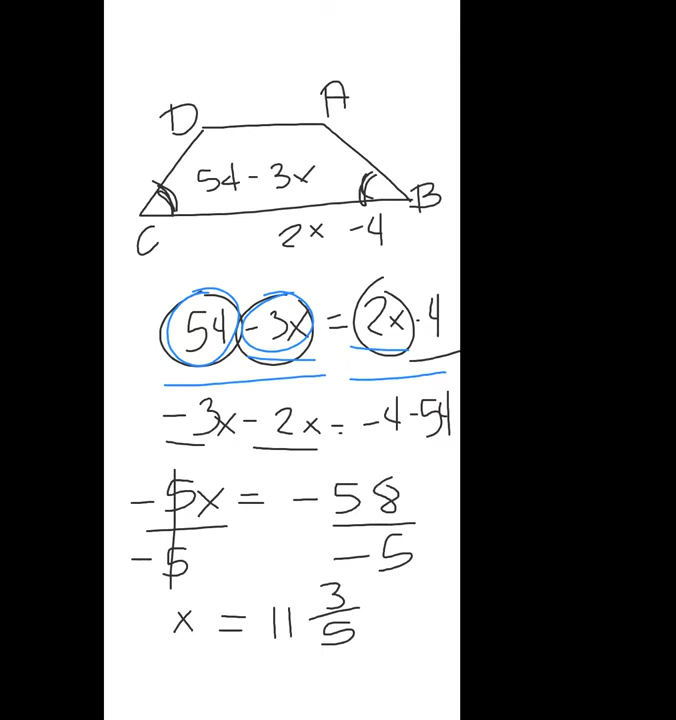 D A
54 - 3x
B
C
2x - 4
54 - 3x = 2x - 4
-3x - 2x = -4 - 54
-5x = -58
-5 -5
x = 11 3/5